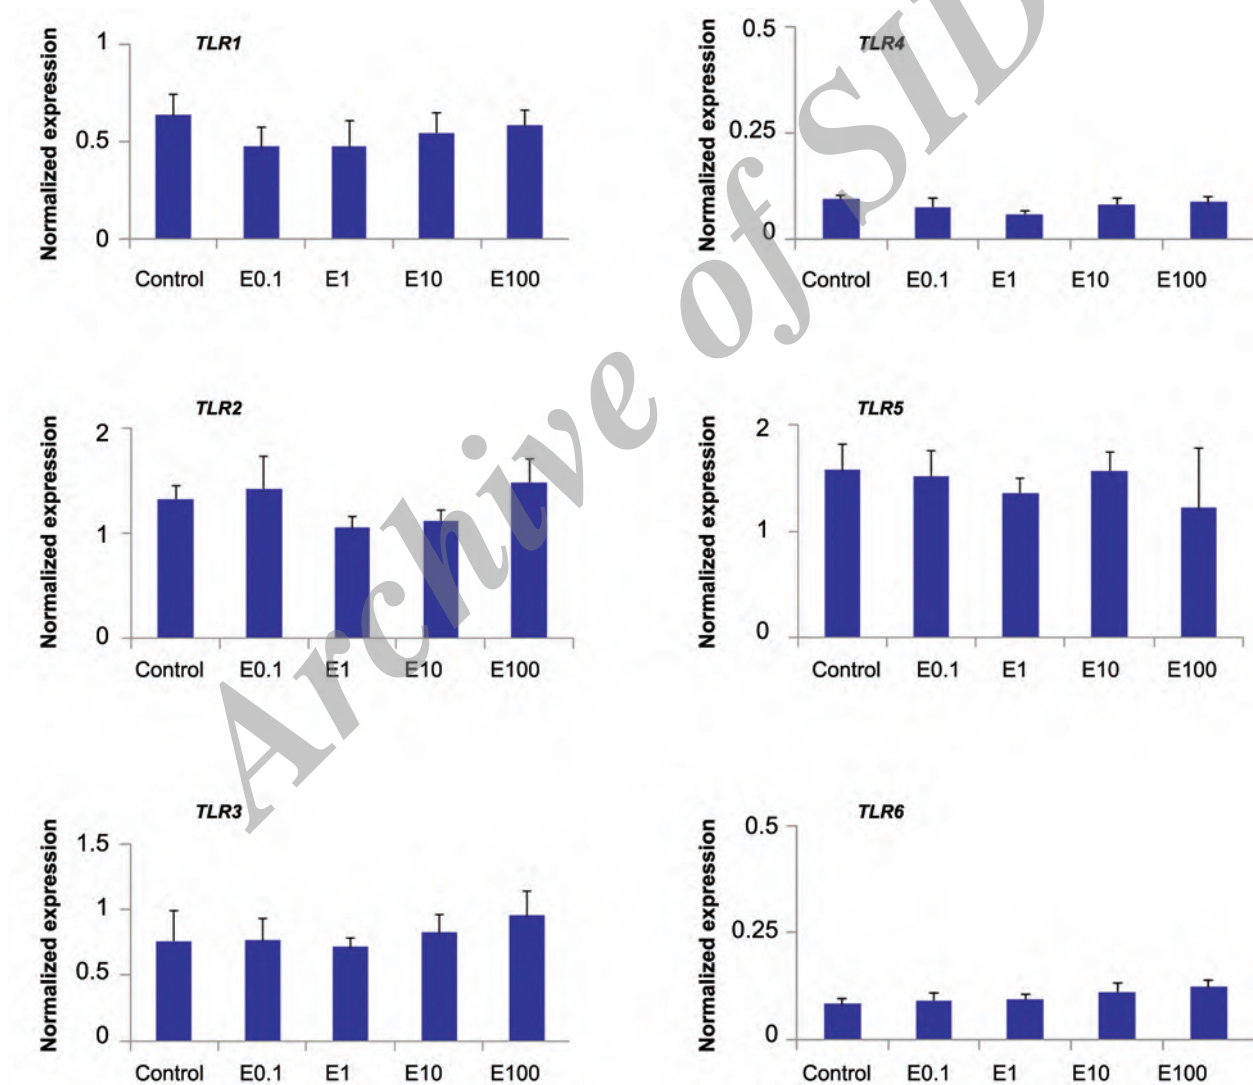 TLR1
Normalized expression
1
0.5
0
Control E0.1 E1 E10 E100
TLR4
Normalized expression
0.5
0.25
0
Control E0.1 E1 E10 E100
TLR2
Normalized expression
2
1
0
Control E0.1 E1 E10 E100
TLR5
Normalized expression
2
1
0
Control E0.1 E1 E10 E100
TLR3
Normalized expression
1.5
1
0.5
0
Control E0.1 E1 E10 E100
TLR6
Normalized expression
0.5
0.25
0
Control E0.1 E1 E10 E100
Archive of SID